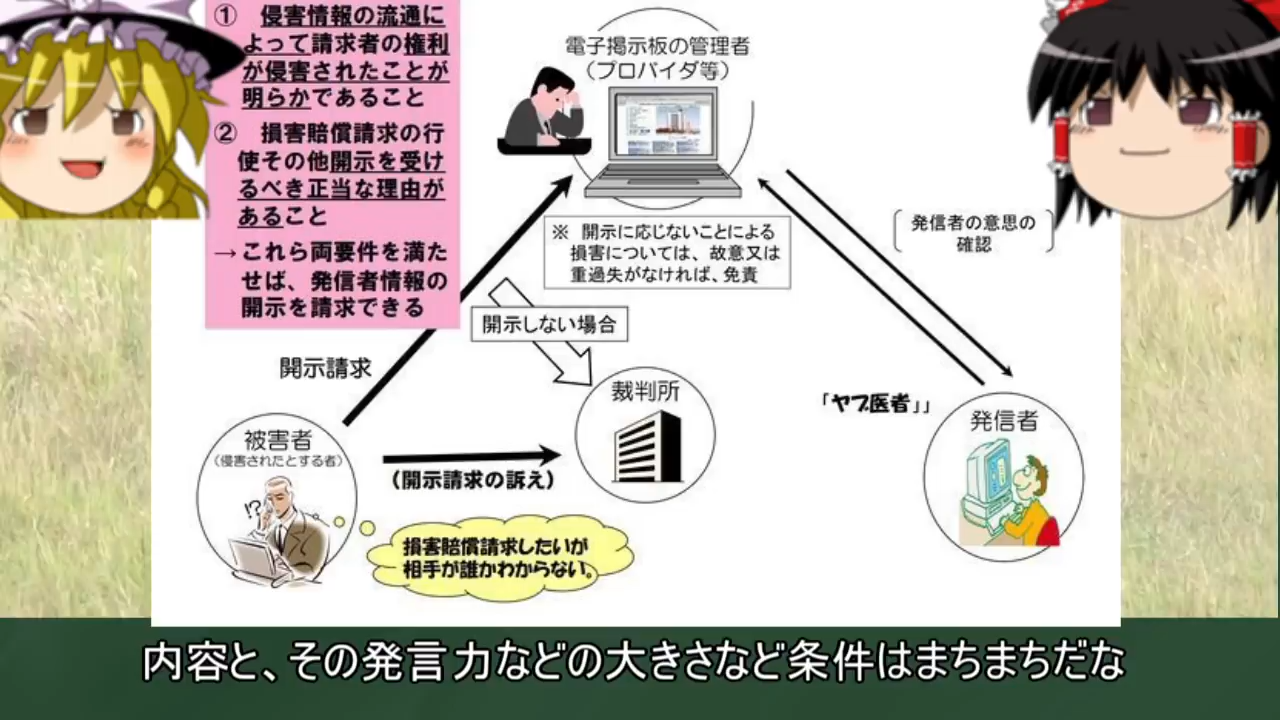 ① 侵害情報の流通に
よって請求者の権利
が侵害されたことが
明らかであること
② 損害賠償請求の行
使その他開示を受け
るべき正当な理由が
あること
→これら両要件を満た
せば、発信者情報の
開示を請求できる
電子掲示板の管理者
（プロバイダ等）
※ 開示に応じないことによる
損害については、故意又は
重過失がなければ、免責
発信者の意思の
確認
開示しない場合
開示請求
裁判所
「ヤブ医者」」
発信者
被害者
（侵害されたとする者）
!?
（開示請求の訴え）
損害賠償請求したいが
相手が誰かわからない。
内容と、その発言力などの大きさなど条件はまちまちだな